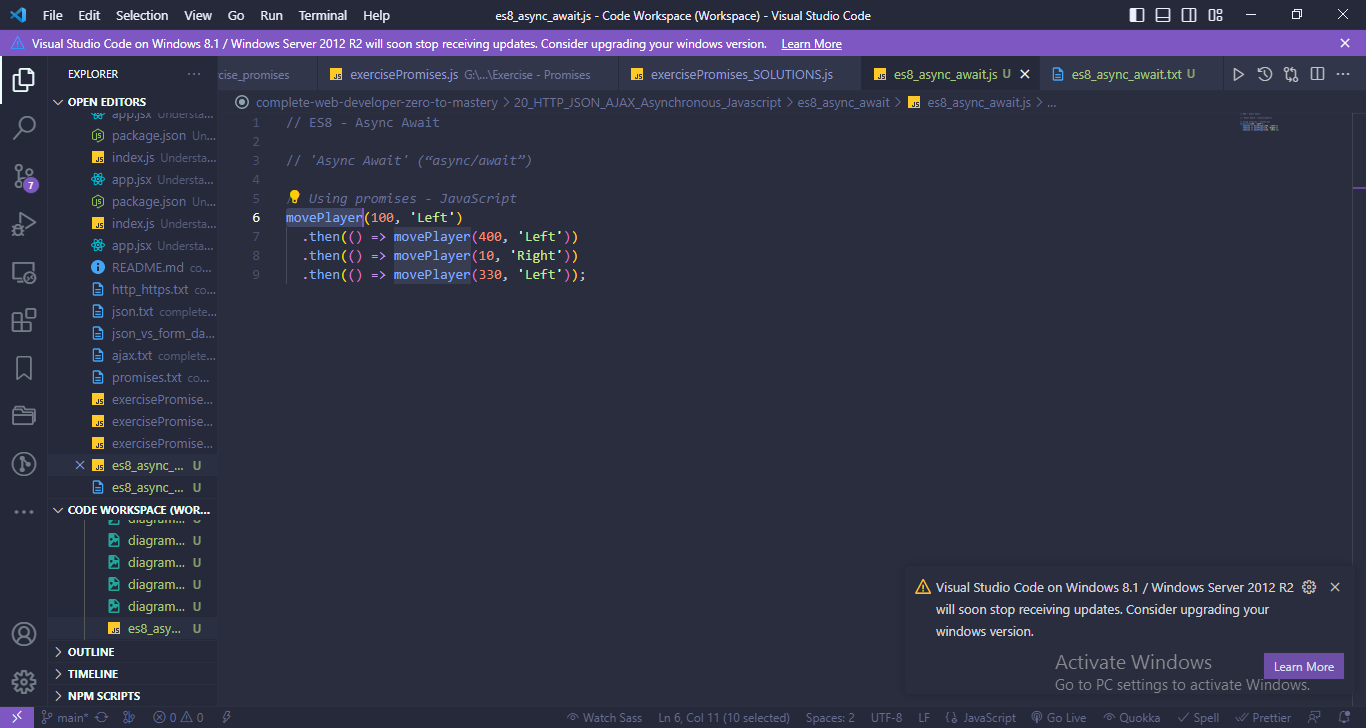 File Edit Selection View Go Run Terminal Help
es8_async_await.js - Code Workspace (Workspace) - Visual Studio Code
Visual Studio Code on Windows 8.1 / Windows Server 2012 R2 will soon stop receiving updates. Consider upgrading your windows version. Learn More
EXPLORER
cise_promises
exercisePromises.js G:\...\Exercise - Promises
exercisePromises_SOLUTIONS.js
es8_async_await.js U
es8_async_await.txt U
OPEN EDITORS
app.jsx Understa...
package.json Un...
index.js Understa...
app.jsx Understa...
package.json Un...
index.js Understa...
app.jsx Understa...
README.md co...
http_https.txt co...
json.txt complete...
json_vs_form_da...
ajax.txt complete...
promises.txt co...
exercisePromise...
exercisePromise...
exercisePromise...
es8_async_... U
es8_async_... U
CODE WORKSPACE (WOR...
diagram... U
diagram... U
diagram... U
diagram... U
diagram... U
es8_asy... U
OUTLINE
TIMELINE
NPM SCRIPTS
7
complete-web-developer-zero-to-mastery > 20_HTTP_JSON_AJAX_Asynchronous_Javascript > es8_async_await > es8_async_await.js > ...
1 // ES8 - Async Await
2
3 // 'Async Await' (“async/await”)
4
5 / Using promises - JavaScript
6 movePlayer(100, 'Left')
7 .then(() => movePlayer(400, 'Left'))
8 .then(() => movePlayer(10, 'Right'))
9 .then(() => movePlayer(330, 'Left'));
Visual Studio Code on Windows 8.1 / Windows Server 2012 R2
will soon stop receiving updates. Consider upgrading your
windows version.
Learn More
Activate Windows
Go to PC settings to activate Windows.
main* 0 0 Watch Sass Ln 6, Col 11 (10 selected) Spaces: 2 UTF-8 LF JavaScript Go Live Quokka Spell Prettier